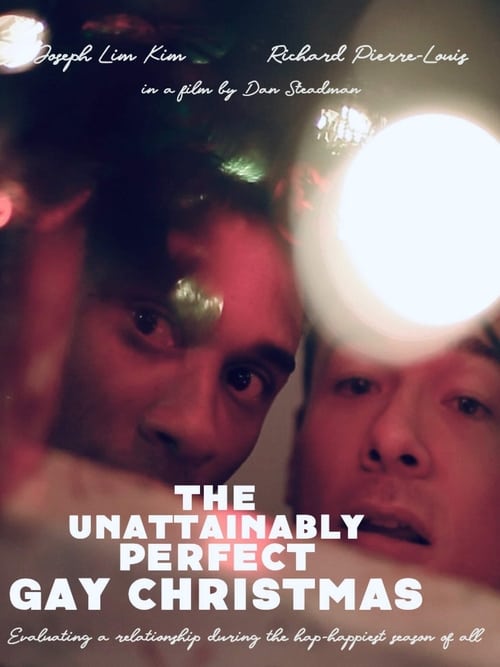 Joseph Lim Kim Richard Pierre-Louis
in a film by Dan Steadman
THE
UNATTAINABLY
PERFECT
GAY CHRISTMAS
Evaluating a relationship during the hap-happiest season of all